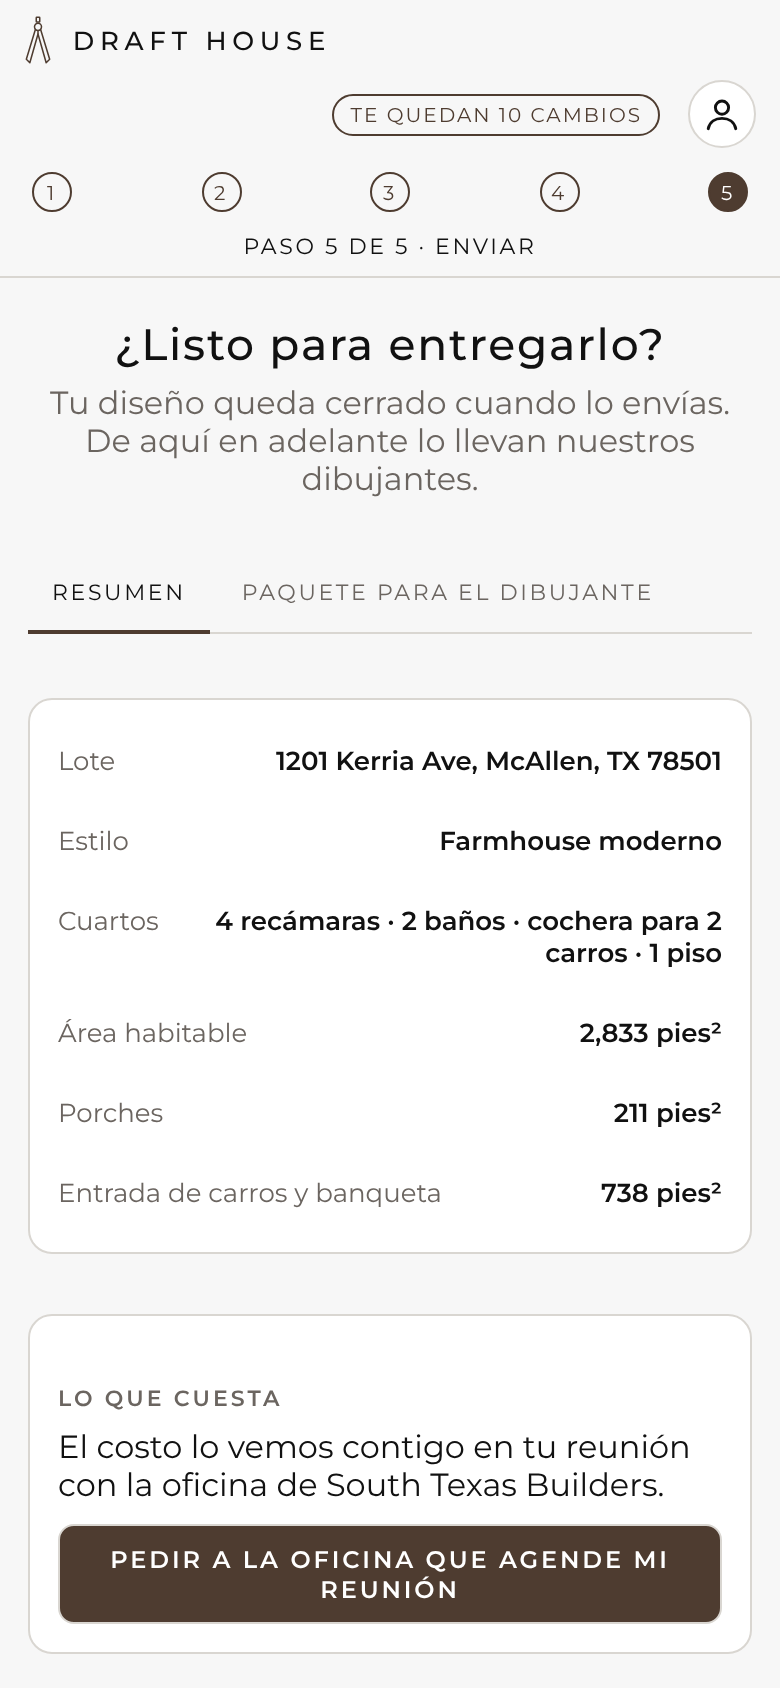 DRAFT HOUSE
TE QUEDAN 10 CAMBIOS
1 2 3 4 5
PASO 5 DE 5 · ENVIAR
¿Listo para entregarlo?
Tu diseño queda cerrado cuando lo envías.
De aquí en adelante lo llevan nuestros
dibujantes.
RESUMEN PAQUETE PARA EL DIBUJANTE
Lote 1201 Kerria Ave, McAllen, TX 78501
Estilo Farmhouse moderno
Cuartos 4 recámaras · 2 baños · cochera para 2
carros · 1 piso
Área habitable 2,833 pies²
Porches 211 pies²
Entrada de carros y banqueta 738 pies²
LO QUE CUESTA
El costo lo vemos contigo en tu reunión
con la oficina de South Texas Builders.
PEDIR A LA OFICINA QUE AGENDE MI
REUNIÓN